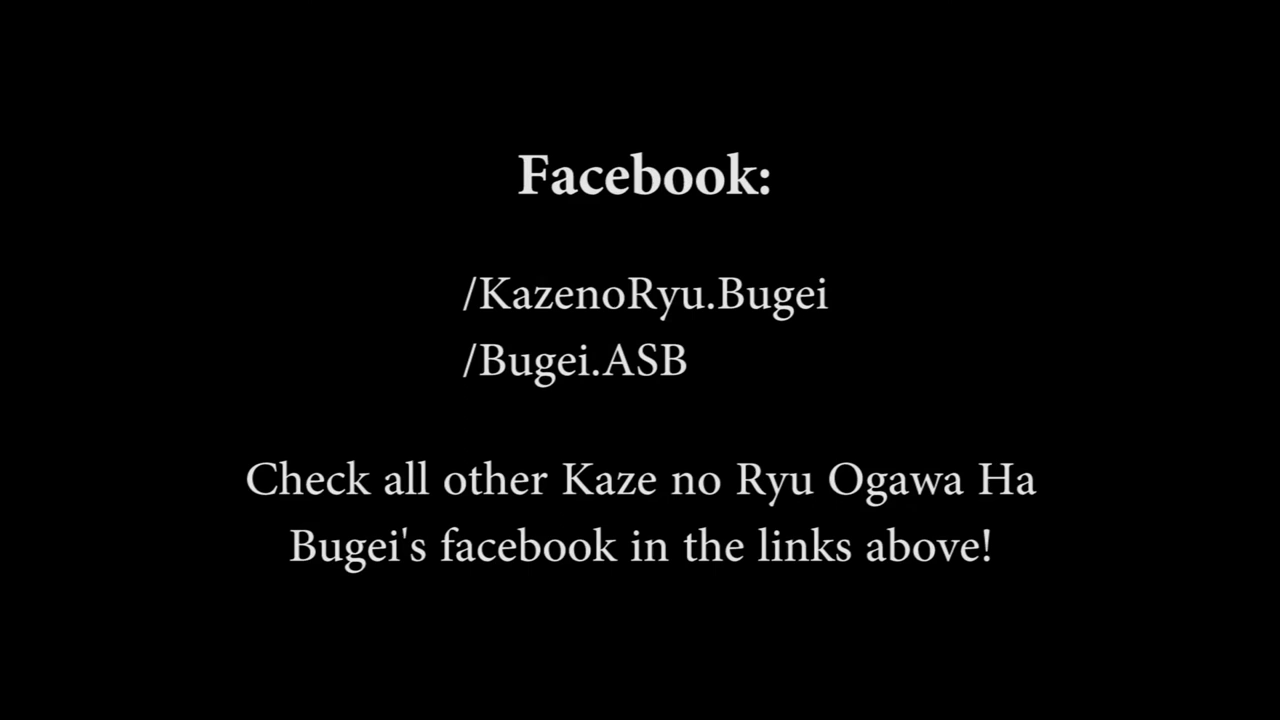 Facebook:
/KazenoRyu.Bugei
/Bugei.ASB
Check all other Kaze no Ryu Ogawa Ha
Bugei's facebook in the links above!